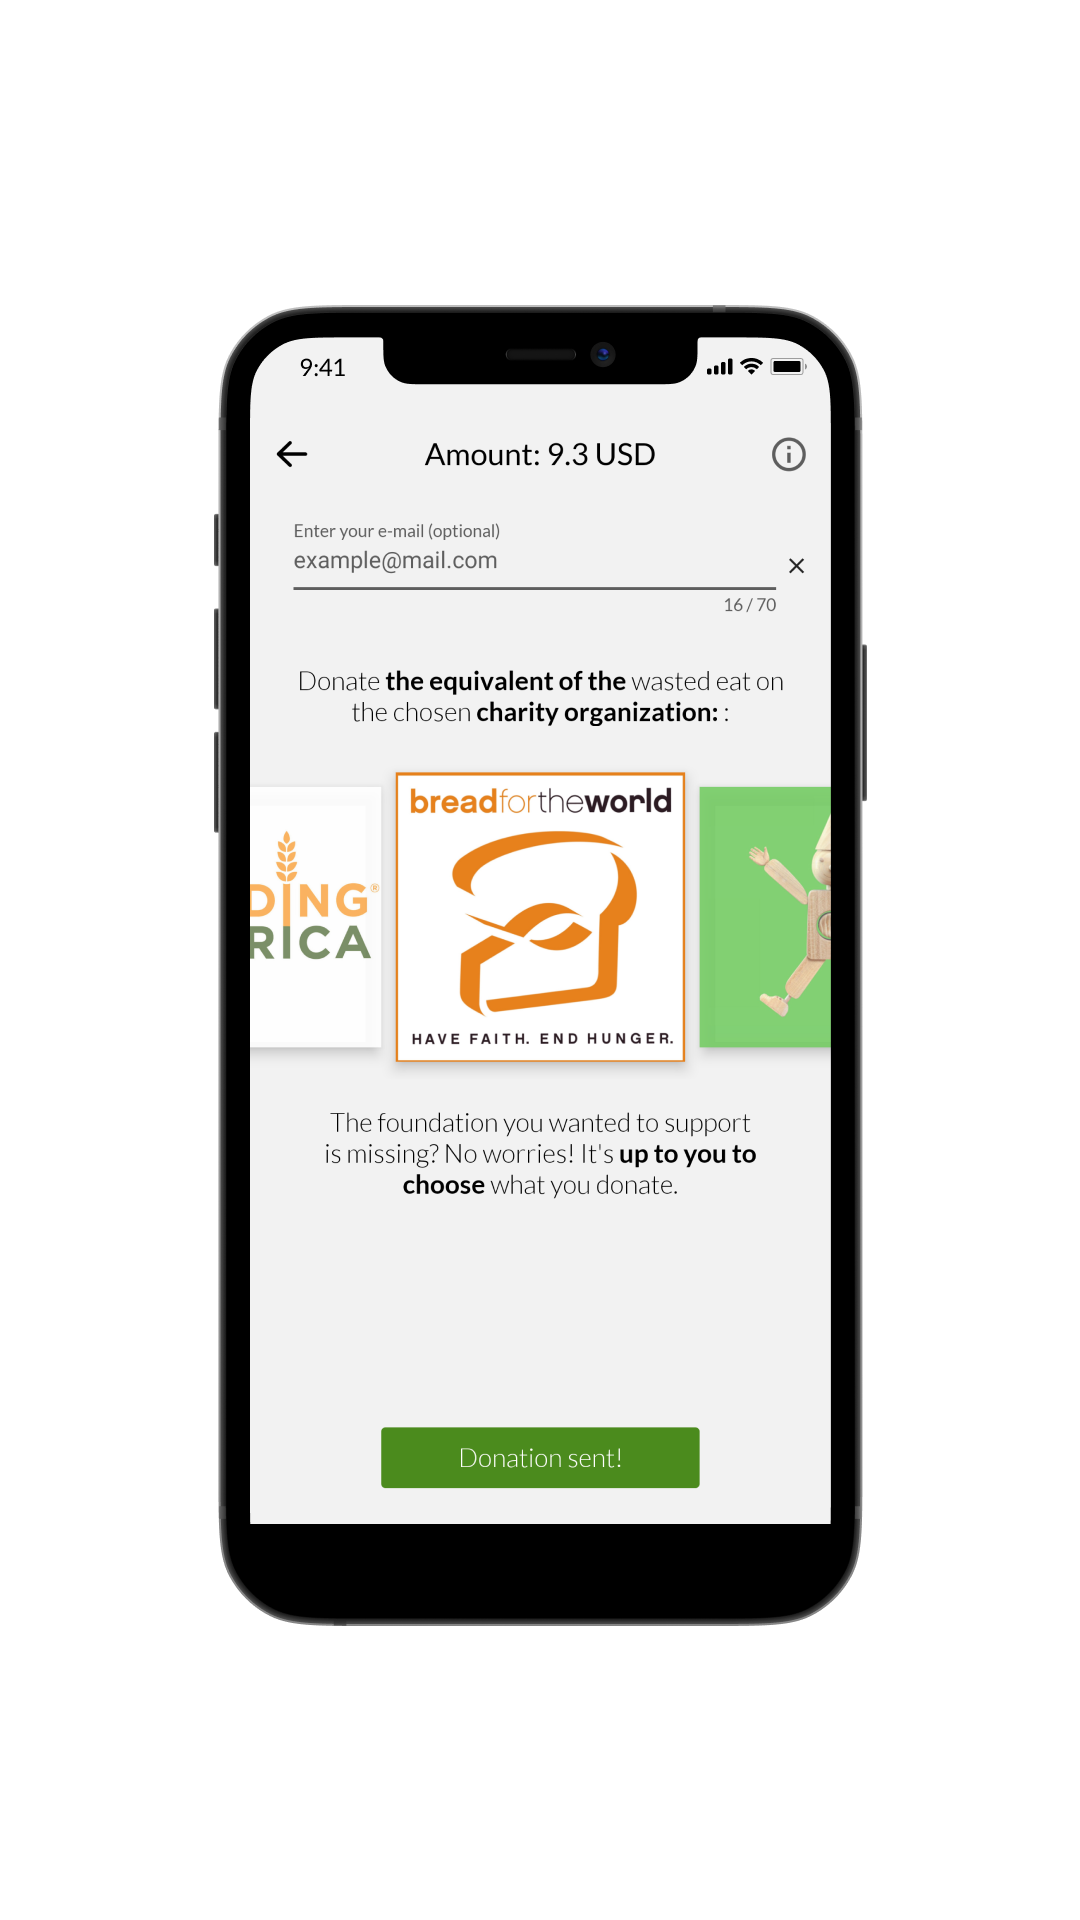 9:41
Amount: 9.3 USD
Enter your e-mail (optional)
example@mail.com
16 / 70
Donate the equivalent of the wasted eat on
the chosen charity organization: :
breadfortheworld
DING®
RICA
HAVE FAITH. END HUNGER.
The foundation you wanted to support
is missing? No worries! It's up to you to
choose what you donate.
Donation sent!